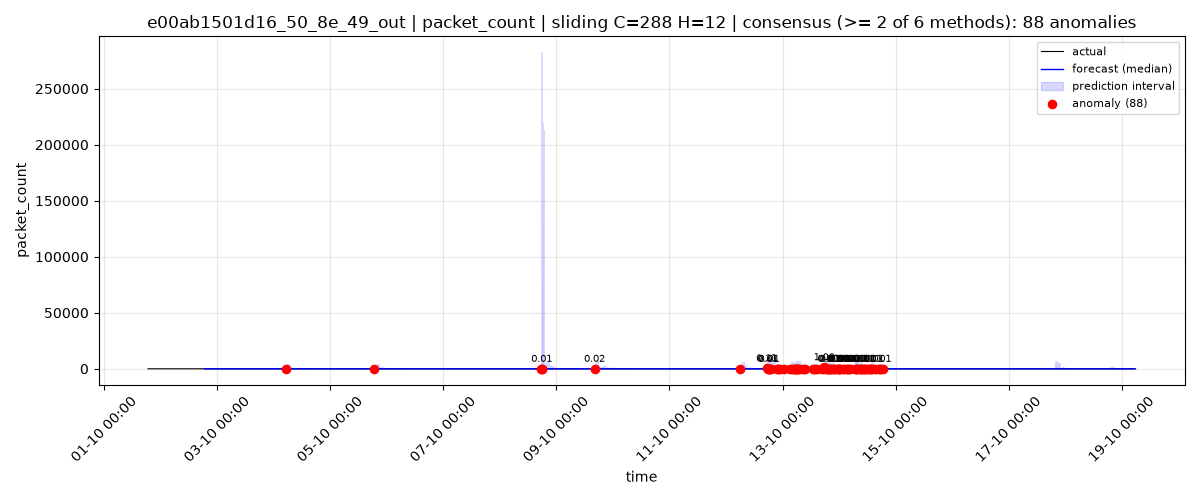 e00ab1501d16_50_8e_49_out | packet_count | sliding C=288 H=12 | consensus (>= 2 of 6 methods): 88 anomalies
actual
forecast (median)
prediction interval
anomaly (88)
250000
200000
150000
100000
50000
0
packet_count
0.01
0.02
01-10 00:00
03-10 00:00
05-10 00:00
07-10 00:00
09-10 00:00
11-10 00:00
13-10 00:00
15-10 00:00
17-10 00:00
19-10 00:00
time